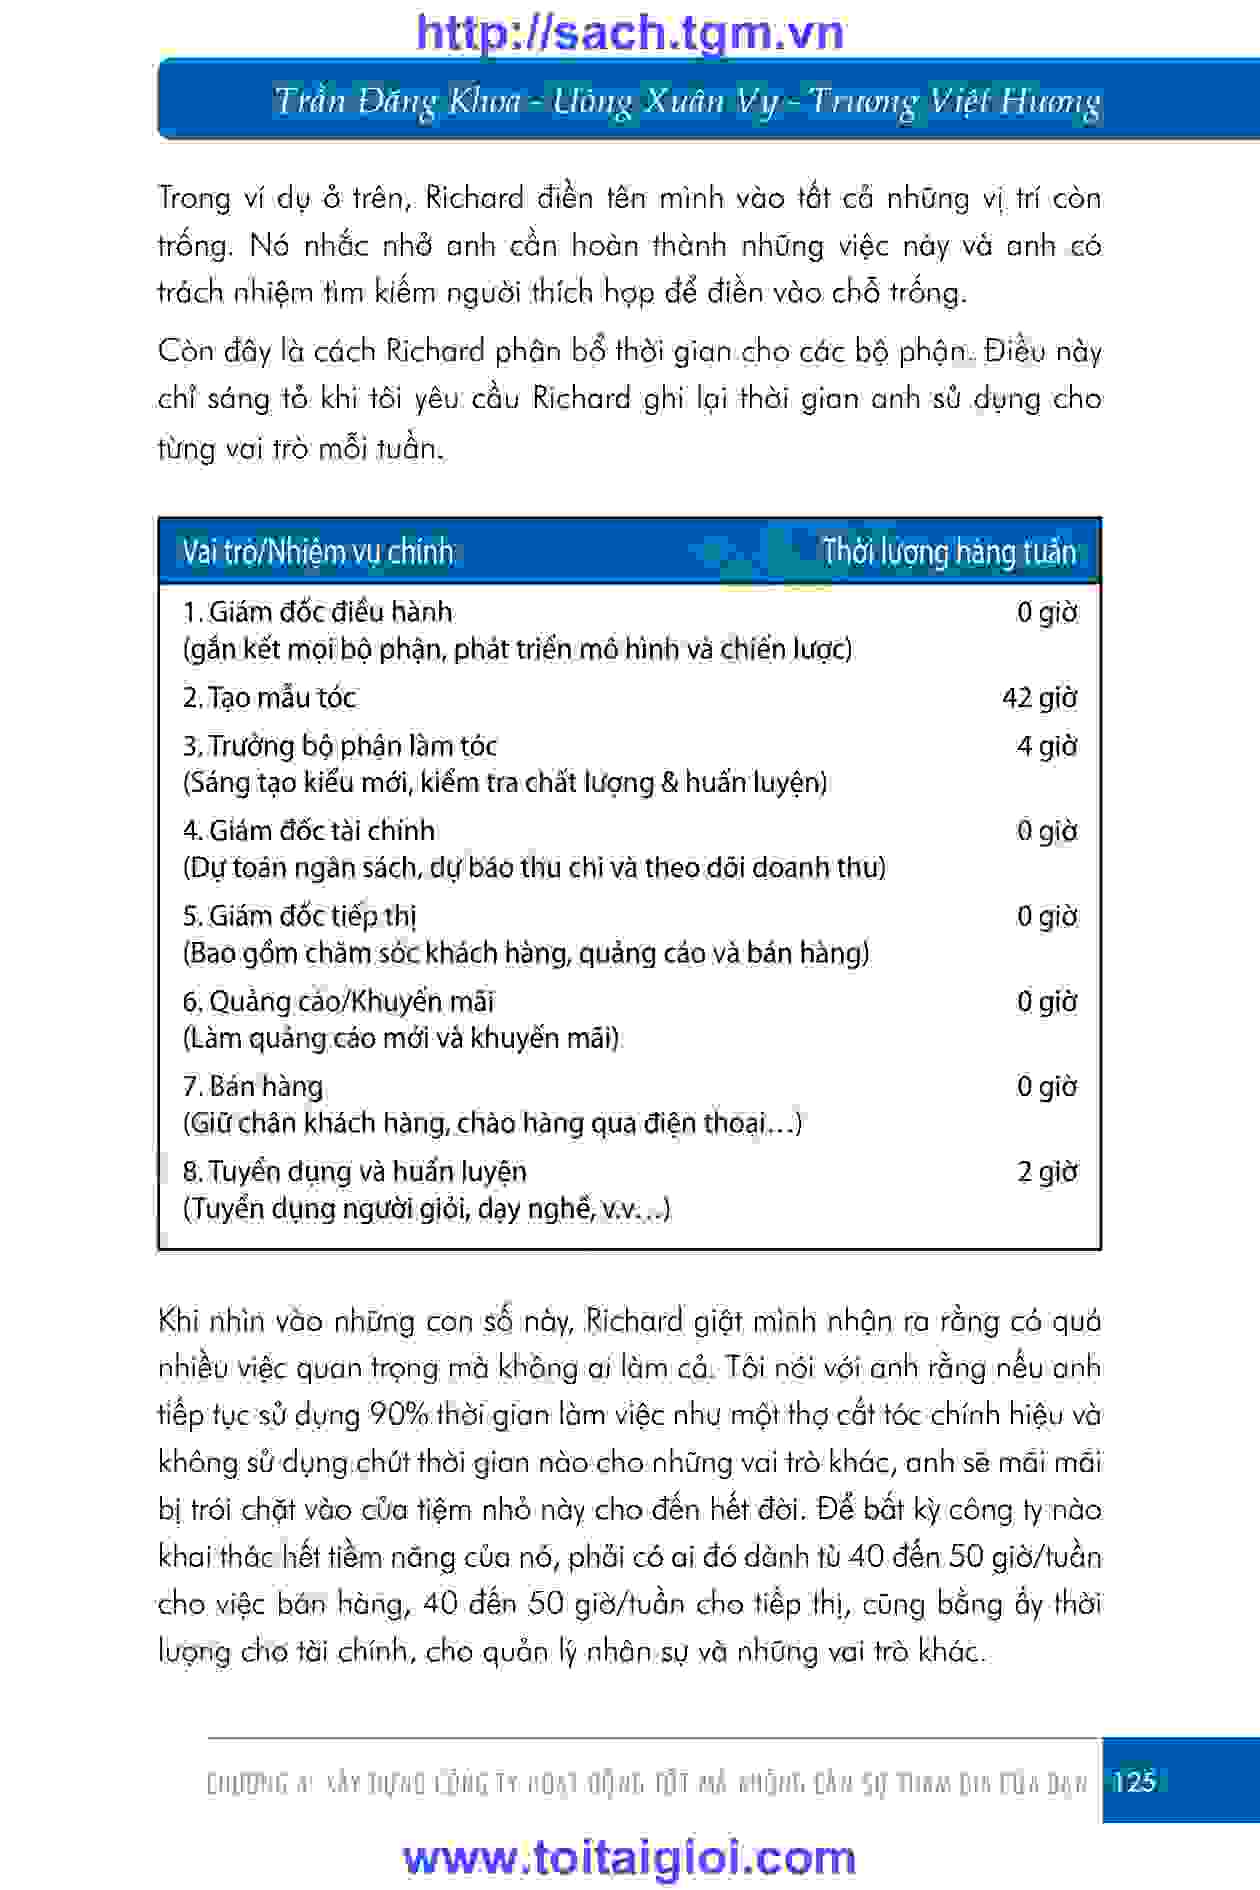 http://sach.tgm.vn
Trần Đăng Khoa - Uông Xuân Vy - Trương Việt Hương
Trong ví dụ ở trên, Richard điền tên mình vào tất cả những vị trí còn
trống. Nó nhắc nhở anh cần hoàn thành những việc này và anh có
trách nhiệm tìm kiếm người thích hợp để điền vào chỗ trống.
Còn đây là cách Richard phận bổ thời gian cho các bộ phận. Điều này
chỉ sáng tỏ khi tôi yêu cầu Richard ghi lại thời gian anh sử dụng cho
từng vai trò mỗi tuần.
Vai trò/Nhiệm vụ chính Thời lượng hàng tuần
1. Giám đốc điều hành 0 giờ
(gắn kết mọi bộ phận, phát triển mô hình và chiến lược)
2. Tạo mẫu tóc 42 giờ
3. Trưởng bộ phận làm tóc 4 giờ
(Sáng tạo kiểu mới, kiểm tra chất lượng & huấn luyện)
4. Giám đốc tài chính 0 giờ
(Dự toán ngân sách, dự báo thu chi và theo dõi doanh thu)
5. Giám đốc tiếp thị 0 giờ
(Bao gồm chăm sóc khách hàng, quảng cáo và bán hàng)
6. Quảng cáo/Khuyến mãi 0 giờ
(Làm quảng cáo mới và khuyến mãi)
7. Bán hàng 0 giờ
(Giữ chân khách hàng, chào hàng qua điện thoại…)
8. Tuyển dụng và huấn luyện 2 giờ
(Tuyển dụng người giỏi, dạy nghề, v.v…)
Khi nhìn vào những con số này, Richard giật mình nhận ra rằng có quá
nhiều việc quan trọng mà không ai làm cả. Tôi nói với anh rằng nếu anh
tiếp tục sử dụng 90% thời gian làm việc như một thợ cắt tóc chính hiệu và
không sử dụng chút thời gian nào cho những vai trò khác, anh sẽ mãi mãi
bị trói chặt vào cửa tiệm nhỏ này cho đến hết đời. Để bất kỳ công ty nào
khai thác hết tiềm năng của nó, phải có ai đó dành từ 40 đến 50 giờ/tuần
cho việc bán hàng, 40 đến 50 giờ/tuần cho tiếp thị, cũng bằng ấy thời
lượng cho tài chính, cho quản lý nhân sự và những vai trò khác.
CHƯƠNG 4: XÂY DỰNG CÔNG TY HOẠT ĐỘNG TỐT MÀ KHÔNG CẦN SỰ THAM GIA CỦA BẠN 125
www.toitaigioi.com